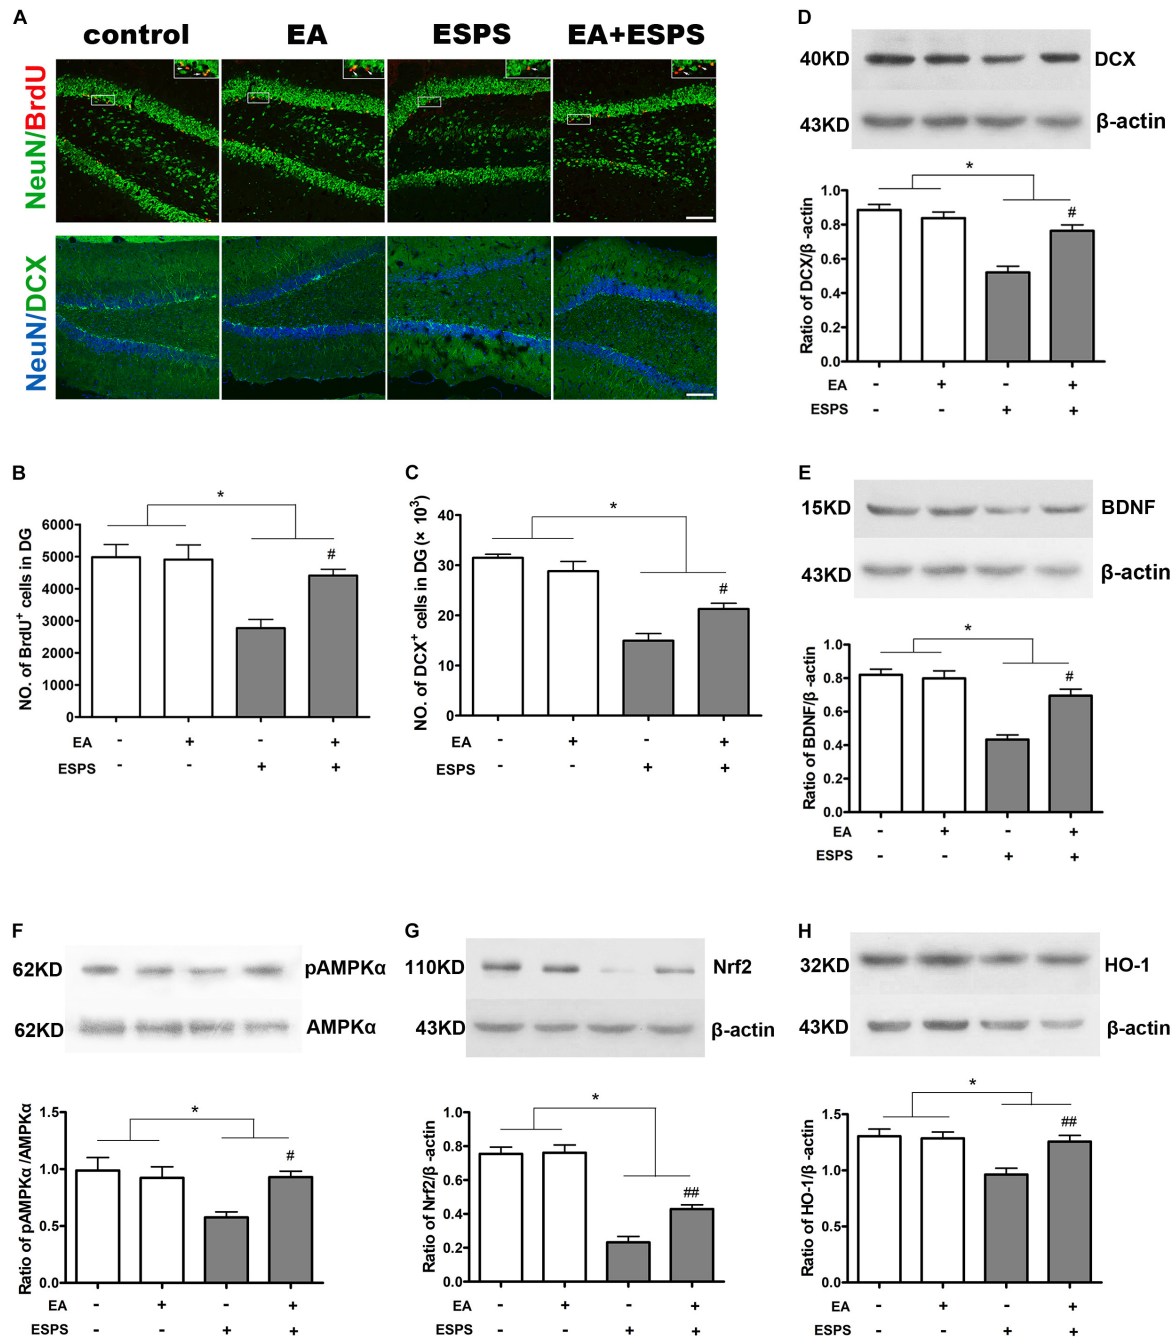 A
control EA ESPS EA+ESPS
NeuN/BrdU
NeuN/DCX
B
NO. of BrdU+ cells in DG
6000
5000
4000
3000
2000
1000
0
*
#
EA - + - +
ESPS - - + +
C
NO. of DCX+ cells in DG (× 10³)
40
30
20
10
0
*
#
EA - + - +
ESPS - - + +
D
40KD DCX
43KD β-actin
Ratio of DCX/β -actin
1.0
0.8
0.6
0.4
0.2
0.0
*
#
EA - + - +
ESPS - - + +
E
15KD BDNF
43KD β-actin
Ratio of BDNF/β -actin
1.0
0.8
0.6
0.4
0.2
0.0
*
#
EA - + - +
ESPS - - + +
F
62KD pAMPKα
62KD AMPKα
Ratio of pAMPKα /AMPKα
1.5
1.0
0.5
0.0
*
#
EA - + - +
ESPS - - + +
G
110KD Nrf2
43KD β-actin
Ratio of Nrf2/β -actin
1.0
0.8
0.6
0.4
0.2
0.0
*
##
EA - + - +
ESPS - - + +
H
32KD HO-1
43KD β-actin
Ratio of HO-1/β -actin
1.5
1.0
0.5
0.0
*
##
EA - + - +
ESPS - - + +